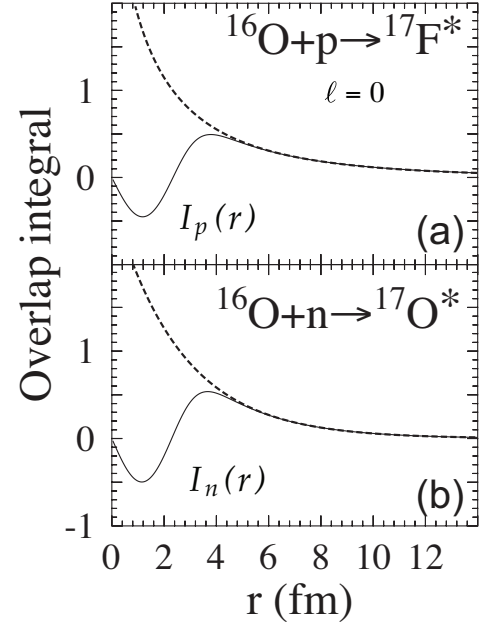 ¹⁶O+p→¹⁷F*
ℓ = 0
1
0
I_p(r)
(a)
Overlap integral
¹⁶O+n→¹⁷O*
1
0
I_n(r)
(b)
-1
0 2 4 6 8 10 12
r (fm)